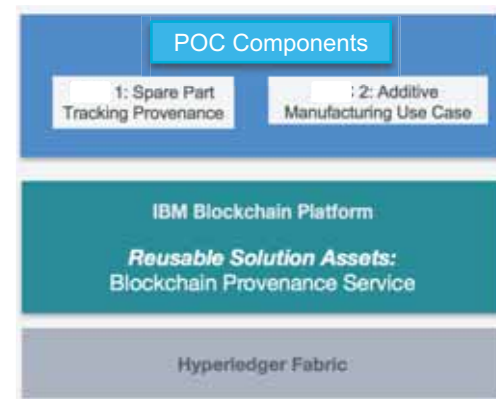 POC Components
1: Spare Part
Tracking Provenance
: 2: Additive
Manufacturing Use Case
IBM Blockchain Platform
Reusable Solution Assets:
Blockchain Provenance Service
Hyperledger Fabric